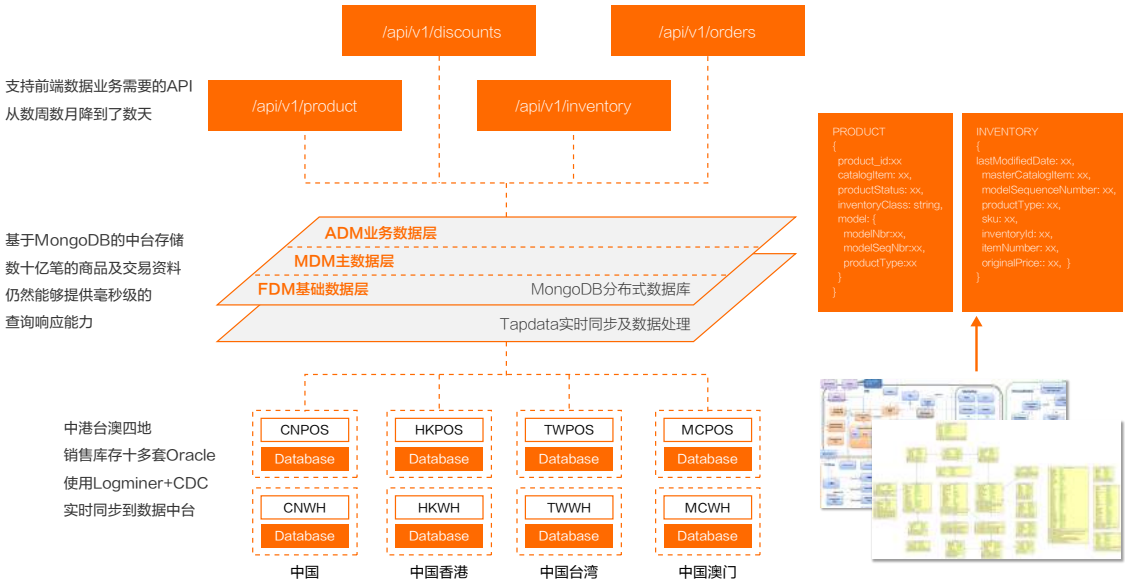 /api/v1/discounts
/api/v1/orders
支持前端数据业务需要的API
从数周数月降到了数天
/api/v1/product
/api/v1/inventory
PRODUCT
{
product_id:xx
catalogItem: xx,
productStatus: xx,
inventoryClass: string,
model: {
modelNbr:xx,
modelSeqNbr:xx,
productType:xx
}
}
INVENTORY
{
lastModifiedDate: xx,
masterCatalogItem: xx,
modelSequenceNumber: xx,
productType: xx,
sku: xx,
inventoryId: xx,
itemNumber: xx,
originalPrice:: xx, }
}
基于MongoDB的中台存储
数十亿笔的商品及交易资料
仍然能够提供毫秒级的
查询响应能力
ADM业务数据层
MDM主数据层
FDM基础数据层
MongoDB分布式数据库
Tapdata实时同步及数据处理
中港台澳四地
销售库存十多套Oracle
使用Logminer+CDC
实时同步到数据中台
CNPOS
Database
CNWH
Database
中国
HKPOS
Database
HKWH
Database
中国香港
TWPOS
Database
TWWH
Database
中国台湾
MCPOS
Database
MCWH
Database
中国澳门